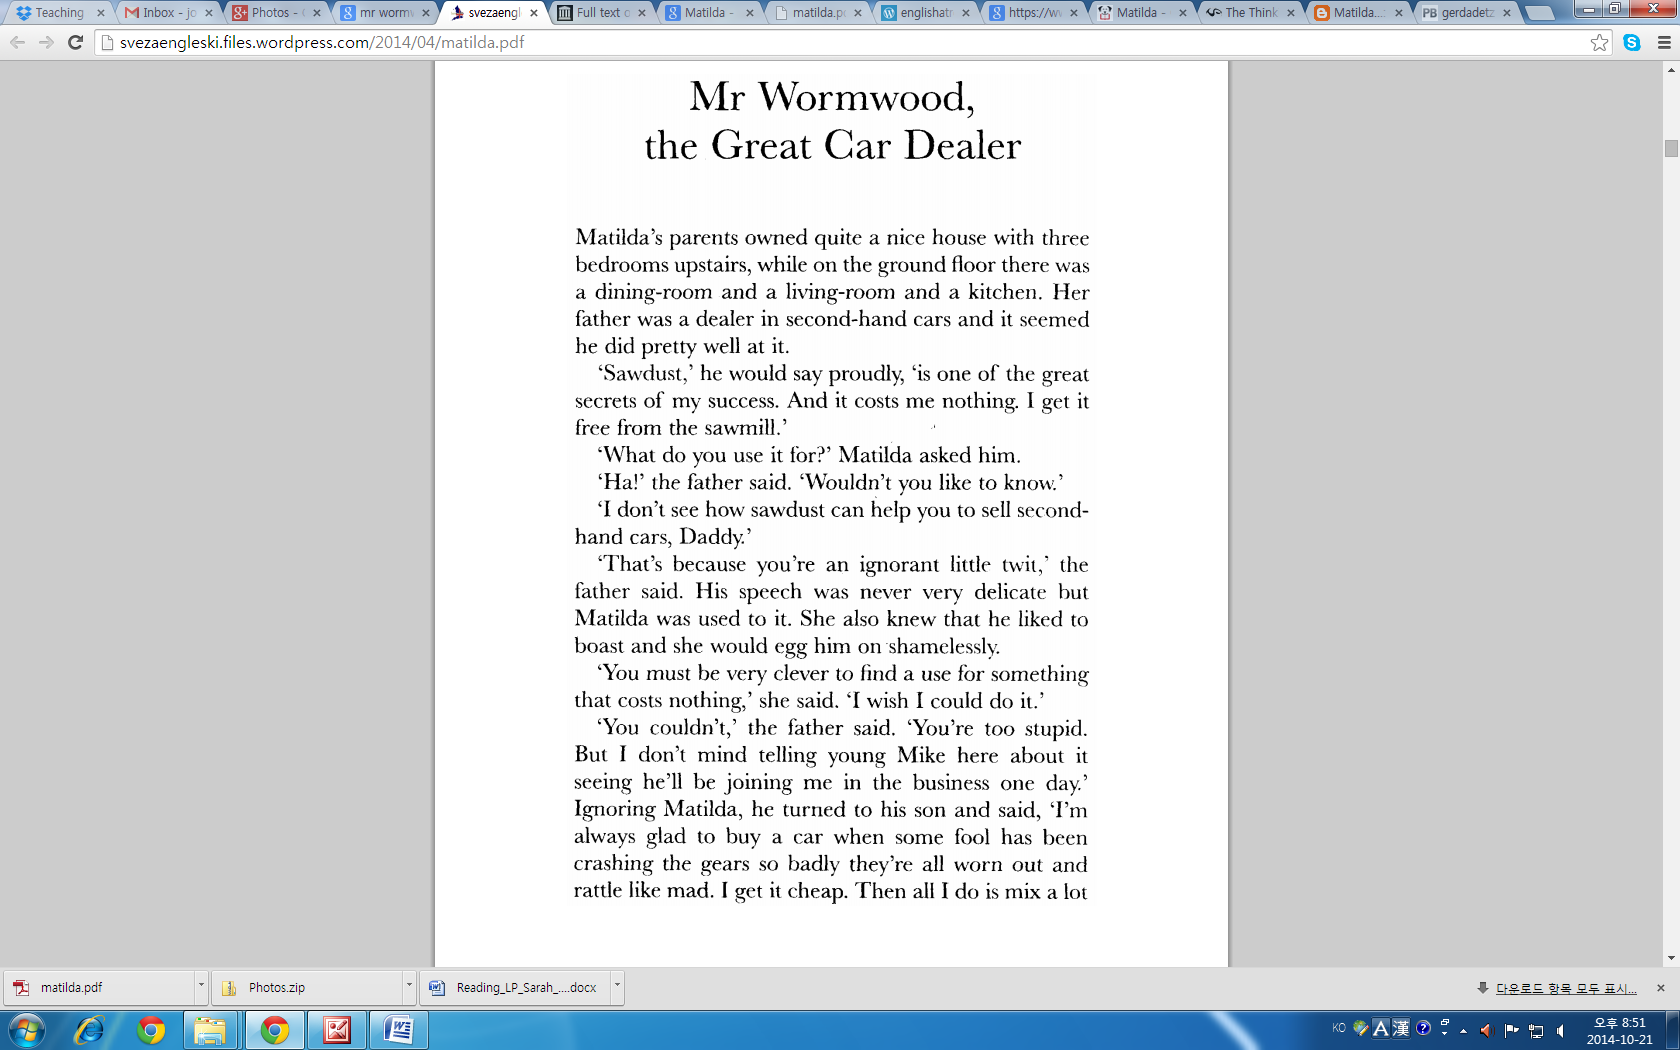 Teaching
Inbox - jo
Photos -
mr wormw
svezaengl
Full text o
Matilda -
matilda.p
englishatr
https://w
Matilda -
The Think
Matilda...
PB gerdadetz
svezaengleski.files.wordpress.com/2014/04/matilda.pdf
Mr Wormwood,
the Great Car Dealer
Matilda's parents owned quite a nice house with three
bedrooms upstairs, while on the ground floor there was
a dining-room and a living-room and a kitchen. Her
father was a dealer in second-hand cars and it seemed
he did pretty well at it.
‘Sawdust,’ he would say proudly, ‘is one of the great
secrets of my success. And it costs me nothing. I get it
free from the sawmill.’
‘What do you use it for?’ Matilda asked him.
‘Ha!’ the father said. ‘Wouldn’t you like to know.’
‘I don’t see how sawdust can help you to sell second-
hand cars, Daddy.’
‘That’s because you’re an ignorant little twit,’ the
father said. His speech was never very delicate but
Matilda was used to it. She also knew that he liked to
boast and she would egg him on shamelessly.
‘You must be very clever to find a use for something
that costs nothing,’ she said. ‘I wish I could do it.’
‘You couldn’t,’ the father said. ‘You’re too stupid.
But I don’t mind telling young Mike here about it
seeing he’ll be joining me in the business one day.’
Ignoring Matilda, he turned to his son and said, ‘I’m
always glad to buy a car when some fool has been
crashing the gears so badly they’re all worn out and
rattle like mad. I get it cheap. Then all I do is mix a lot
matilda.pdf
Photos.zip
Reading_LP_Sarah_....docx
다운로드 항목 모두 표시...
KO A 漢
오후 8:51
2014-10-21